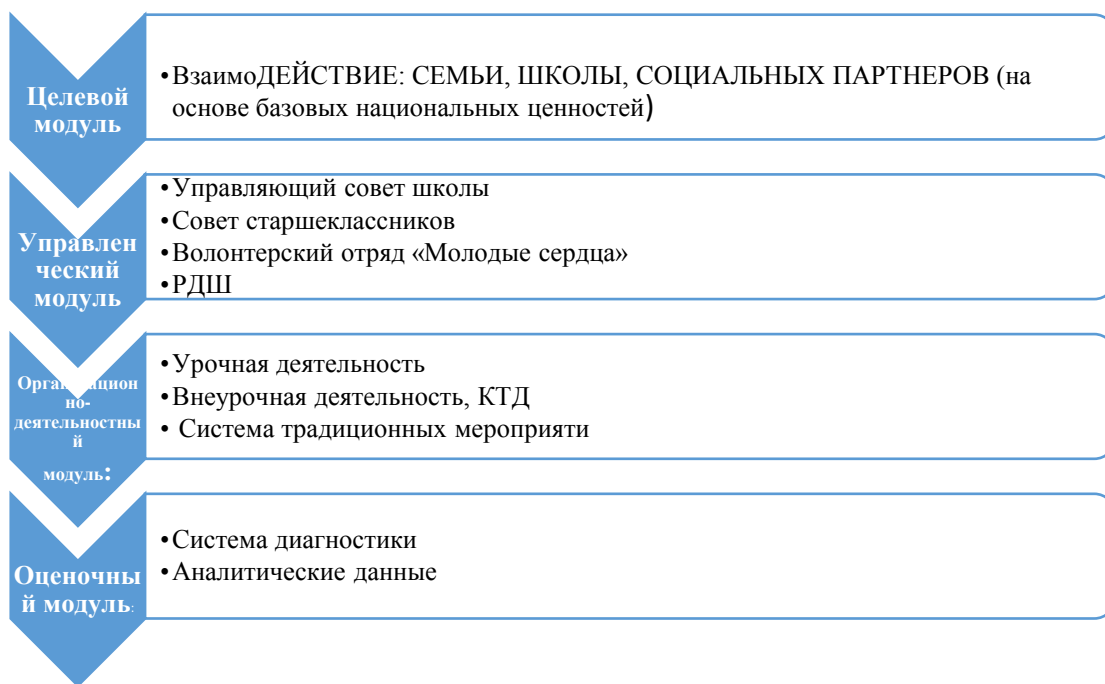 Целевой
модуль
•ВзаимоДЕЙСТВИЕ: СЕМЬИ, ШКОЛЫ, СОЦИАЛЬНЫХ ПАРТНЕРОВ (на
основе базовых национальных ценностей)
Управлен
ческий
модуль
•Управляющий совет школы
•Совет старшеклассников
•Волонтерский отряд «Молодые сердца»
•РДШ
Организацион
но-
деятельностны
й
модуль:
•Урочная деятельность
•Внеурочная деятельность, КТД
• Система традиционных мероприяти
Оценочны
й модуль:
•Система диагностики
•Аналитические данные